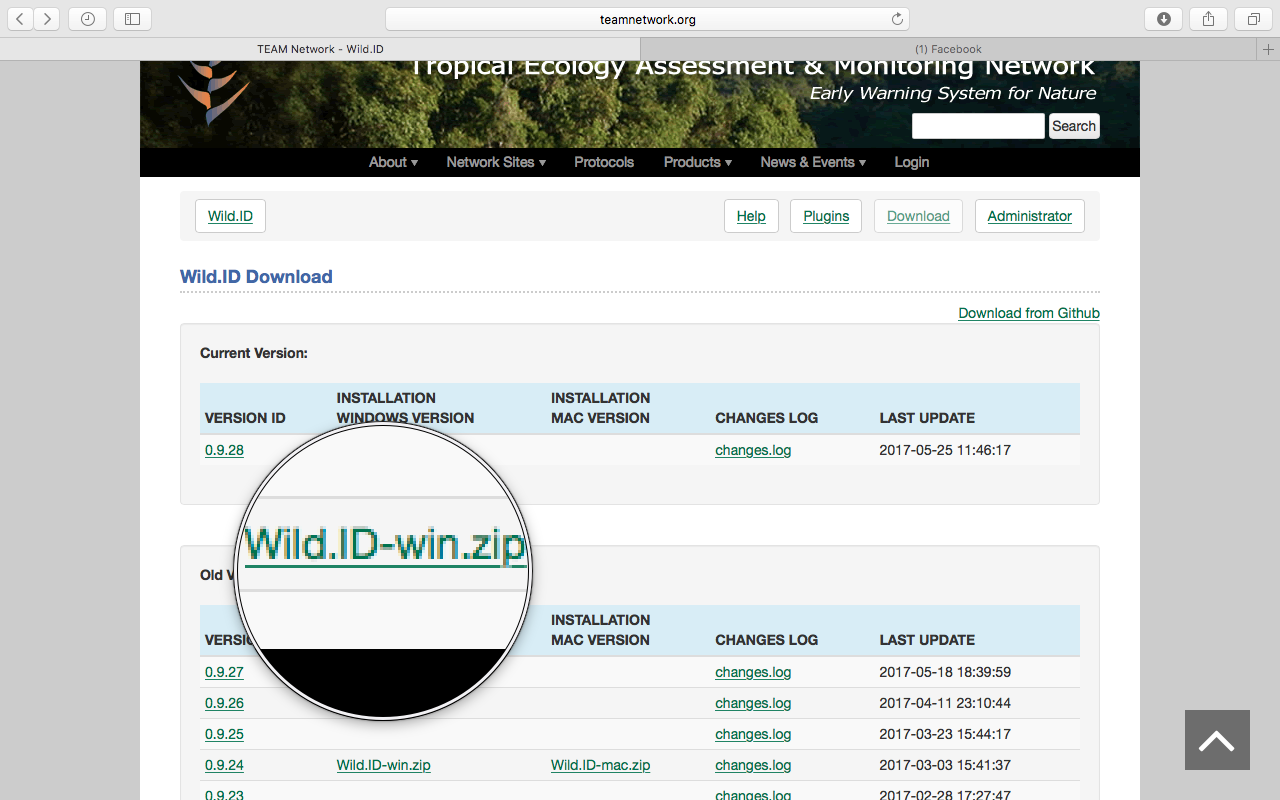 teamnetwork.org
TEAM Network - Wild.ID
(1) Facebook
Tropical Ecology Assessment & Monitoring Network
Early Warning System for Nature
Search
About Network Sites Protocols Products News & Events Login
Wild.ID Help Plugins Download Administrator
Wild.ID Download
Download from Github
Current Version:
INSTALLATION INSTALLATION
VERSION ID WINDOWS VERSION MAC VERSION CHANGES LOG LAST UPDATE
0.9.28 changes.log 2017-05-25 11:46:17
Wild.ID-win.zip
Old
INSTALLATION
MAC VERSION CHANGES LOG LAST UPDATE
0.9.27 changes.log 2017-05-18 18:39:59
0.9.26 changes.log 2017-04-11 23:10:44
0.9.25 changes.log 2017-03-23 15:44:17
0.9.24 Wild.ID-win.zip Wild.ID-mac.zip changes.log 2017-03-03 15:41:37
0.9.23 changes.log 2017-02-28 17:27:47